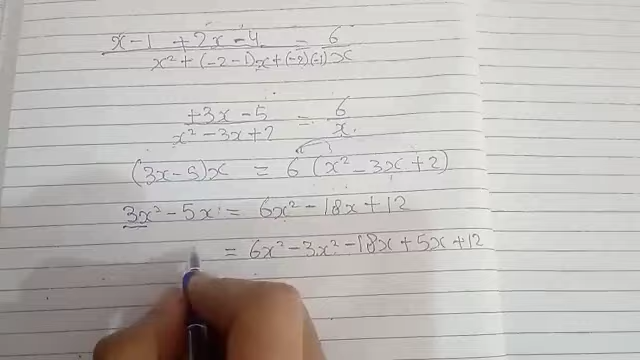 x-1 + 2x-4 / x² + (-2-1)x + (-2)(-1) = 6 / x
+3x-5 / x²-3x+2 = 6 / x.
(3x-5)x = 6(x²-3x+2)
3x²-5x = 6x²-18x+12
= 6x²-3x²-18x+5x+12